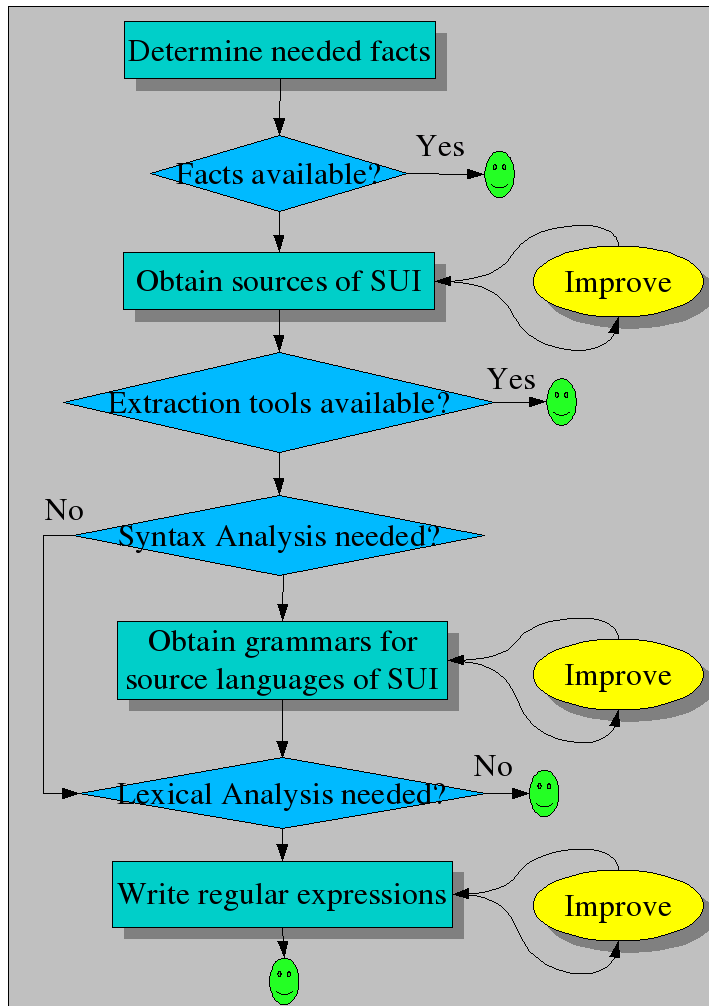 Determine needed facts
Yes
Facts available?
Obtain sources of SUI
Improve
Yes
Extraction tools available?
No
Syntax Analysis needed?
Obtain grammars for
source languages of SUI
Improve
No
Lexical Analysis needed?
Write regular expressions
Improve